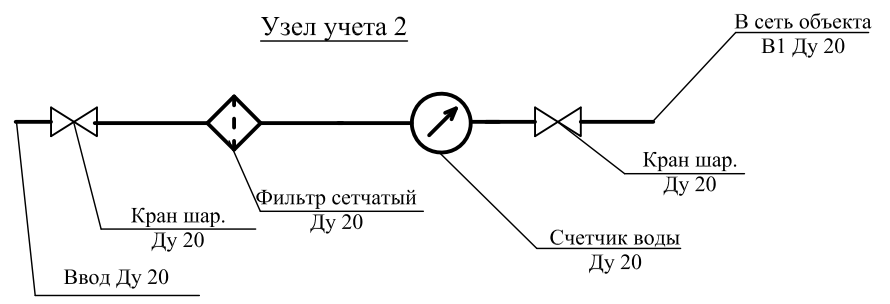 Узел учета 2
В сеть объекта
В1 Ду 20
Кран шар.
Ду 20
Фильтр сетчатый
Ду 20
Кран шар.
Ду 20
Счетчик воды
Ду 20
Ввод Ду 20